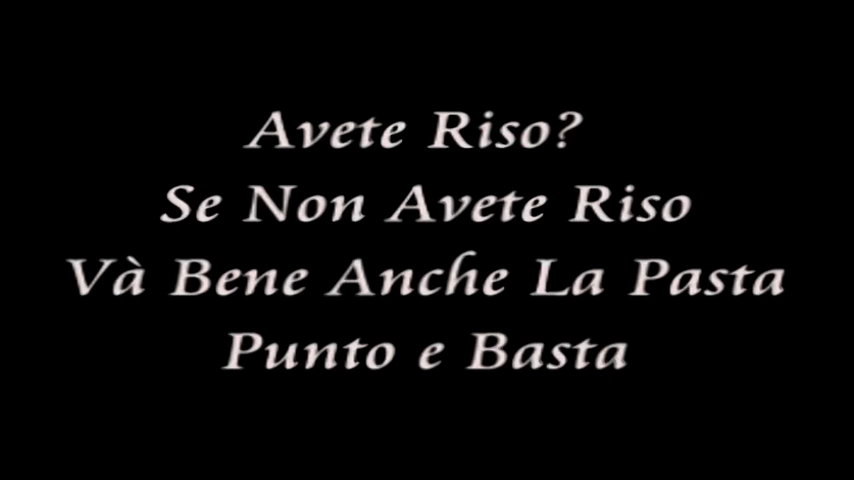 Avete Riso?
Se Non Avete Riso
Và Bene Anche La Pasta
Punto e Basta